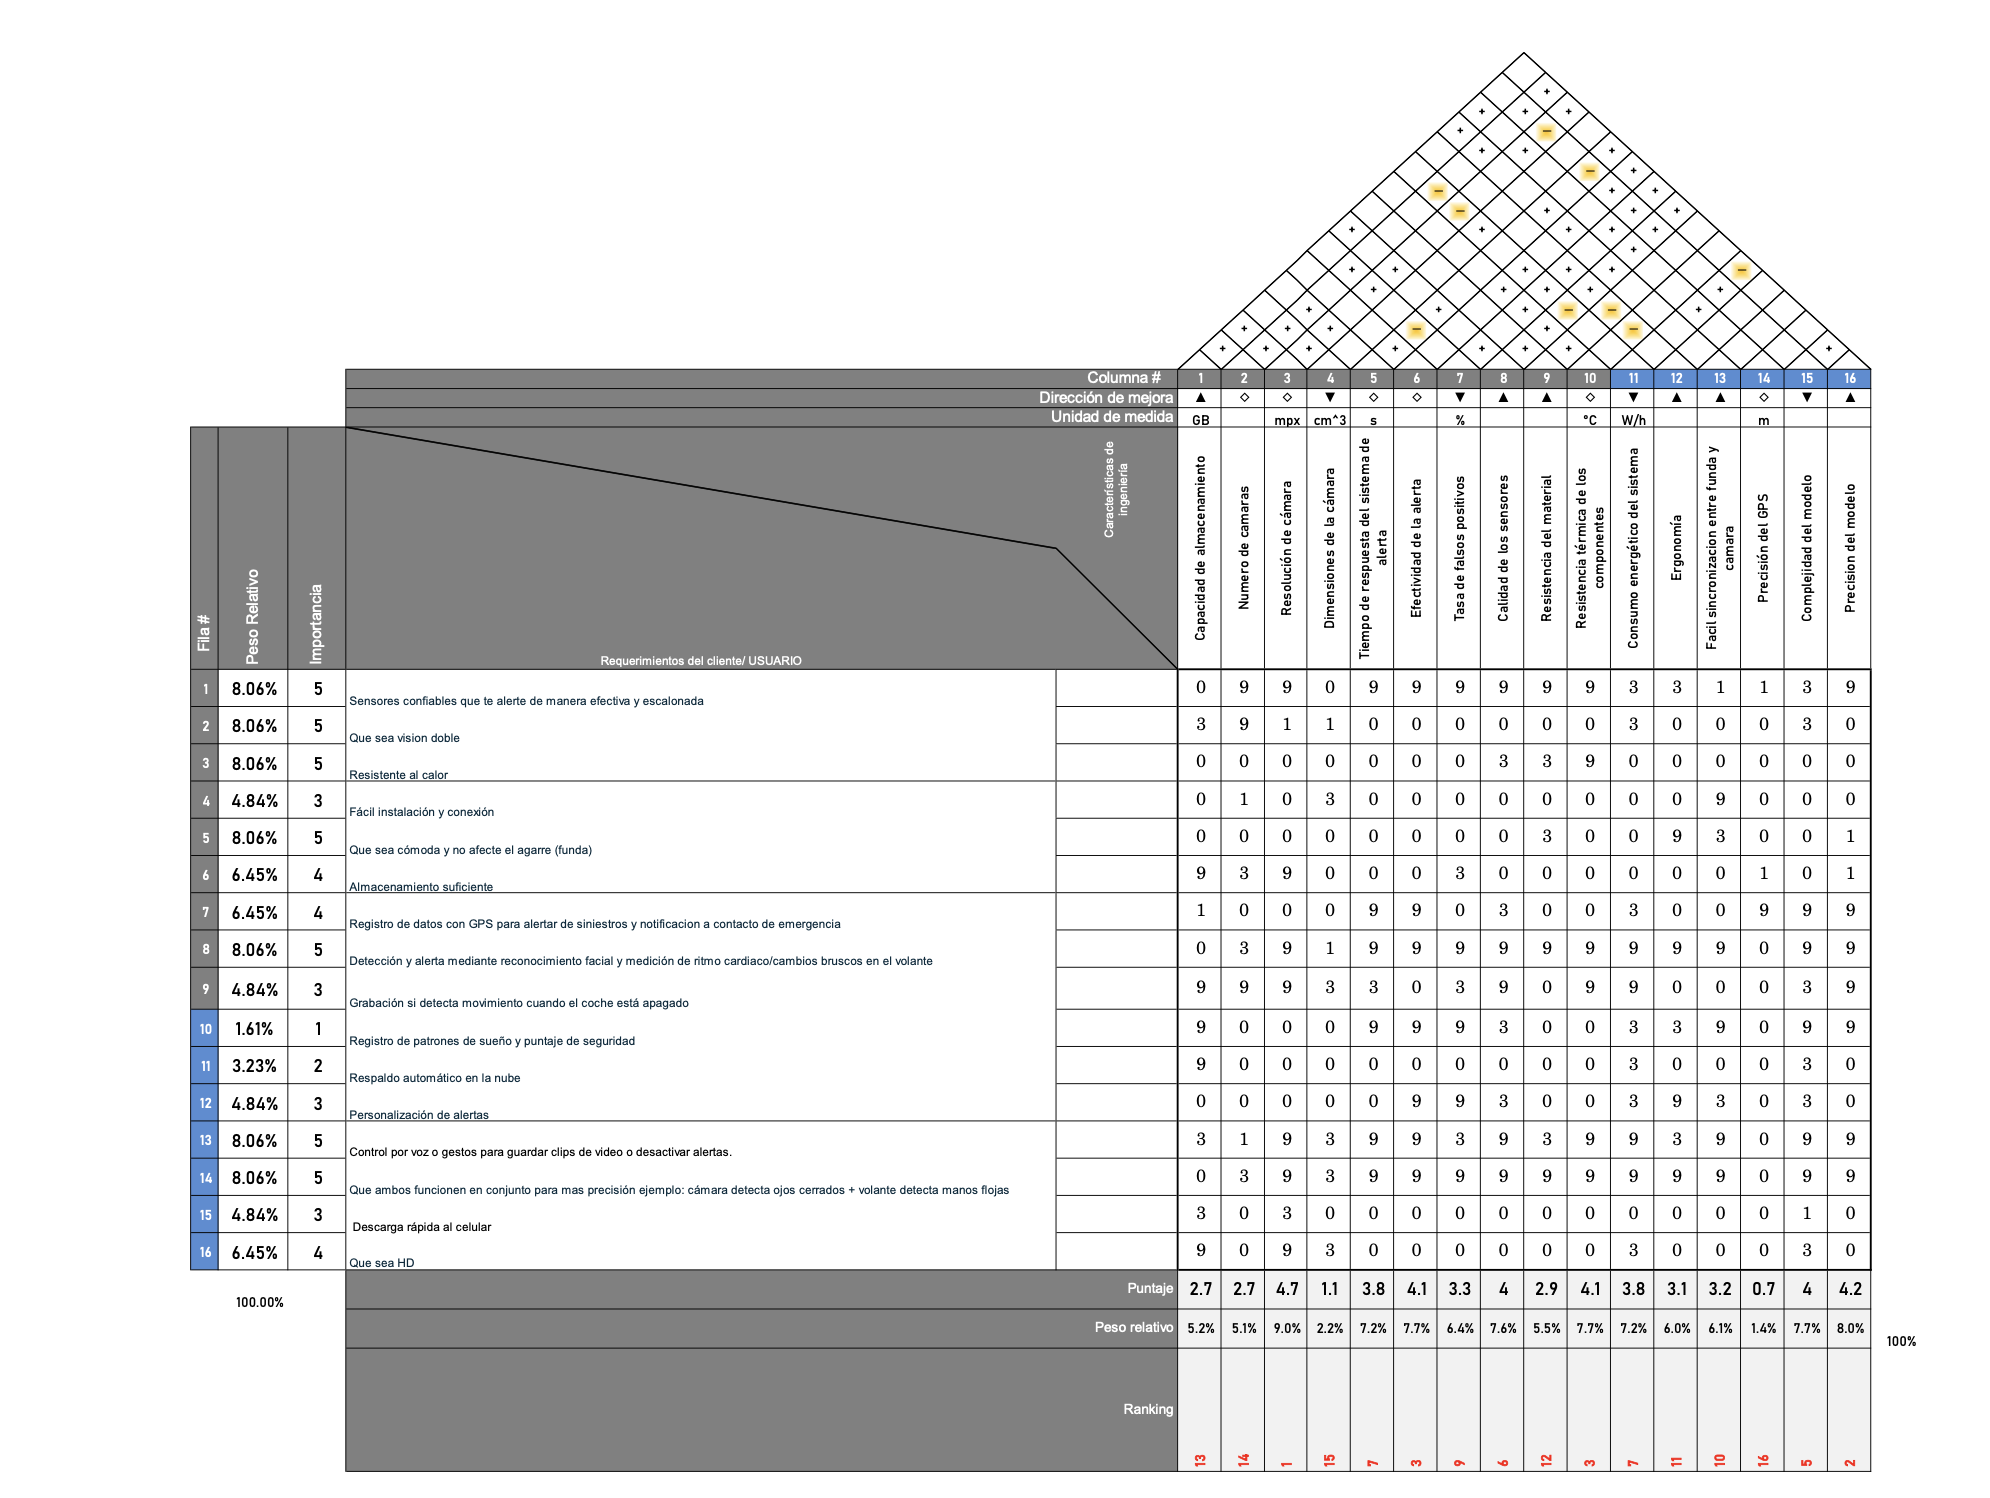 +
+ + +
+ −
+ + +
− +
− +
− + + +
+ + +
+ + + +
+
+ + + + + −
+ + + + +
+ + + − − +
+ + + − + −
+ + + + + + + +
Columna # 1 2 3 4 5 6 7 8 9 10 11 12 13 14 15 16
Dirección de mejora ▲ ◇ ◇ ▼ ◇ ◇ ▼ ▲ ▲ ◇ ▼ ▲ ▲ ◇ ▼ ▲
Unidad de medida GB mpx cm^3 s % °C W/h m
Fila #
Peso Relativo
Importancia
Requerimientos del cliente/ USUARIO
Características de
ingeniería
Capacidad de almacenamiento
Numero de camaras
Resolución de cámara
Dimensiones de la cámara
Tiempo de respuesta del sistema de
alerta
Efectividad de la alerta
Tasa de falsos positivos
Calidad de los sensores
Resistencia del material
Resistencia térmica de los
componentes
Consumo energético del sistema
Ergonomía
Facil sincronizacion entre funda y
camara
Precisión del GPS
Complejidad del modelo
Precision del modelo
1 8.06% 5 Sensores confiables que te alerte de manera efectiva y escalonada 0 9 9 0 9 9 9 9 9 9 3 3 1 1 3 9
2 8.06% 5 Que sea vision doble 3 9 1 1 0 0 0 0 0 0 3 0 0 0 3 0
3 8.06% 5 Resistente al calor 0 0 0 0 0 0 0 3 3 9 0 0 0 0 0 0
4 4.84% 3 Fácil instalación y conexión 0 1 0 3 0 0 0 0 0 0 0 0 9 0 0 0
5 8.06% 5 Que sea cómoda y no afecte el agarre (funda) 0 0 0 0 0 0 0 0 3 0 0 9 3 0 0 1
6 6.45% 4 Almacenamiento suficiente 9 3 9 0 0 0 3 0 0 0 0 0 0 1 0 1
7 6.45% 4 Registro de datos con GPS para alertar de siniestros y notificacion a contacto de emergencia 1 0 0 0 9 9 0 3 0 0 3 0 0 9 9 9
8 8.06% 5 Detección y alerta mediante reconocimiento facial y medición de ritmo cardiaco/cambios bruscos en el volante 0 3 9 1 9 9 9 9 9 9 9 9 9 0 9 9
9 4.84% 3 Grabación si detecta movimiento cuando el coche está apagado 9 9 9 3 3 0 3 9 0 9 9 0 0 0 3 9
10 1.61% 1 Registro de patrones de sueño y puntaje de seguridad 9 0 0 0 9 9 9 3 0 0 3 3 9 0 9 9
11 3.23% 2 Respaldo automático en la nube 9 0 0 0 0 0 0 0 0 0 3 0 0 0 3 0
12 4.84% 3 Personalización de alertas 0 0 0 0 0 9 9 3 0 0 3 9 3 0 3 0
13 8.06% 5 Control por voz o gestos para guardar clips de video o desactivar alertas. 3 1 9 3 9 9 3 9 3 9 9 3 9 0 9 9
14 8.06% 5 Que ambos funcionen en conjunto para mas precisión ejemplo: cámara detecta ojos cerrados + volante detecta manos flojas 0 3 9 3 9 9 9 9 9 9 9 9 9 0 9 9
15 4.84% 3 Descarga rápida al celular 3 0 3 0 0 0 0 0 0 0 0 0 0 0 1 0
16 6.45% 4 Que sea HD 9 0 9 3 0 0 0 0 0 0 3 0 0 0 3 0
100.00% Puntaje 2.7 2.7 4.7 1.1 3.8 4.1 3.3 4 2.9 4.1 3.8 3.1 3.2 0.7 4 4.2
Peso relativo 5.2% 5.1% 9.0% 2.2% 7.2% 7.7% 6.4% 7.6% 5.5% 7.7% 7.2% 6.0% 6.1% 1.4% 7.7% 8.0% 100%
Ranking 13 14 1 15 7 3 9 6 12 3 7 11 10 16 5 2